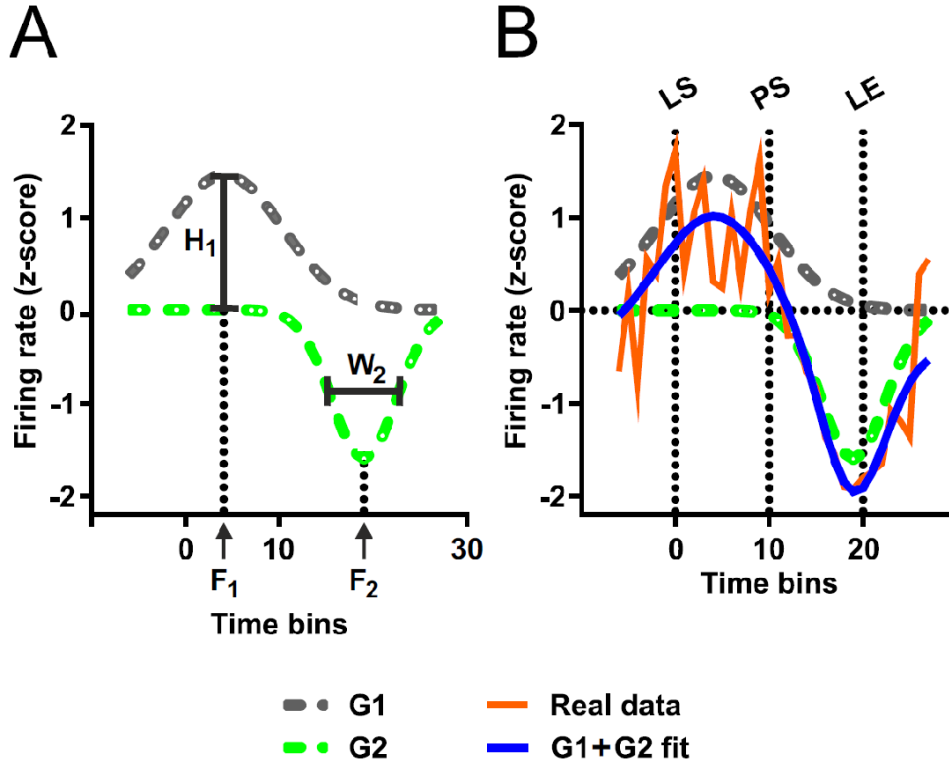 A
B
LS PS LE
2
1
0
-1
-2
Firing rate (z-score)
H1
W2
0 10 30
F1 F2
Time bins
2
1
0
-1
-2
Firing rate (z-score)
0 10 20
Time bins
G1
G2
Real data
G1+G2 fit